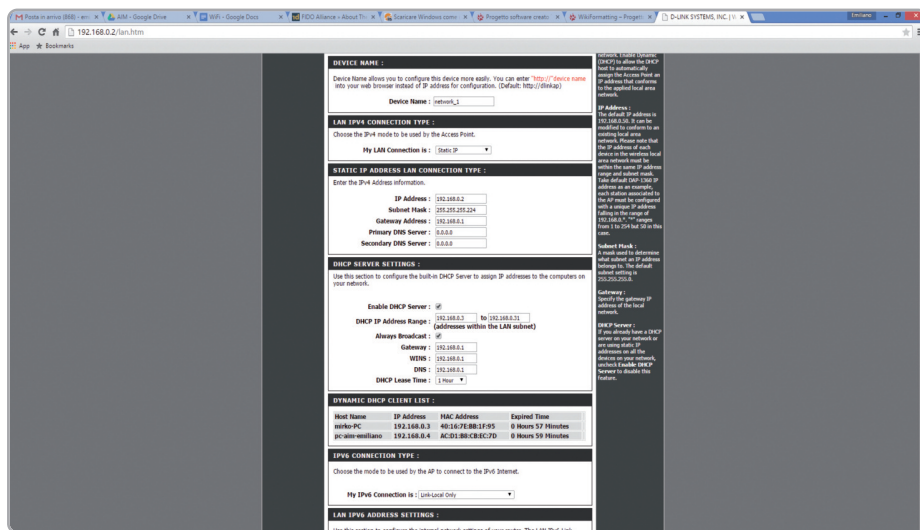 Posta in arrivo (868) - em
AIM - Google Drive
WiFi - Google Docs
FIDO Alliance » About Th
Scaricare Windows comv
Progetto software creato:
WikiFormatting – Proget
D-LINK SYSTEMS, INC. | W
Emiliano
192.168.0.2/lan.htm
App
Bookmarks
DEVICE NAME :
Device Name allows you to configure this device more easily. You can enter "http://"device name
into your web browser instead of IP address for configuration. (Default: http://dlinkap)
Device Name : network_1
LAN IPV4 CONNECTION TYPE :
Choose the IPv4 mode to be used by the Access Point.
My LAN Connection is : Static IP
STATIC IP ADDRESS LAN CONNECTION TYPE :
Enter the IPv4 Address information.
IP Address : 192.168.0.2
Subnet Mask : 255.255.255.224
Gateway Address : 192.168.0.1
Primary DNS Server : 0.0.0.0
Secondary DNS Server : 0.0.0.0
DHCP SERVER SETTINGS :
Use this section to configure the built-in DHCP Server to assign IP addresses to the computers on
your network.
Enable DHCP Server :
DHCP IP Address Range : 192.168.0.3 to 192.168.0.31
(addresses within the LAN subnet)
Always Broadcast :
Gateway : 192.168.0.1
WINS : 192.168.0.1
DNS : 192.168.0.1
DHCP Lease Time : 1 Hour
DYNAMIC DHCP CLIENT LIST :
Host Name IP Address MAC Address Expired Time
mirko-PC 192.168.0.3 40:16:7E:BB:1F:95 0 Hours 57 Minutes
pc-aim-emiliano 192.168.0.4 AC:D1:B8:CB:EC:7D 0 Hours 59 Minutes
IPV6 CONNECTION TYPE :
Choose the mode to be used by the AP to connect to the IPv6 Internet.
My IPv6 Connection is : Link-Local Only
LAN IPV6 ADDRESS SETTINGS :
network. Enable Dynamic
(DHCP) to allow the DHCP
host to automatically
assign the Access Point an
IP address that conforms
to the applied local area
network.
IP Address :
The default IP address is
192.168.0.50. It can be
modified to conform to an
existing local area
network. Please note that
the IP address of each
device in the wireless local
area network must be
within the same IP address
range and subnet mask.
Take default DAP-1360 IP
address as an example,
each station associated to
the AP must be configured
with a unique IP address
falling in the range of
192.168.0.*. "*" ranges
from 1 to 254 but 50 in this
case.
Subnet Mask :
A mask used to determine
what subnet an IP address
belongs to. The default
subnet setting is
255.255.255.0.
Gateway :
Specify the gateway IP
address of the local
network.
DHCP Server :
If you already have a DHCP
server on your network or
are using static IP
addresses on all the
devices on your network,
uncheck Enable DHCP
Server to disable this
feature.